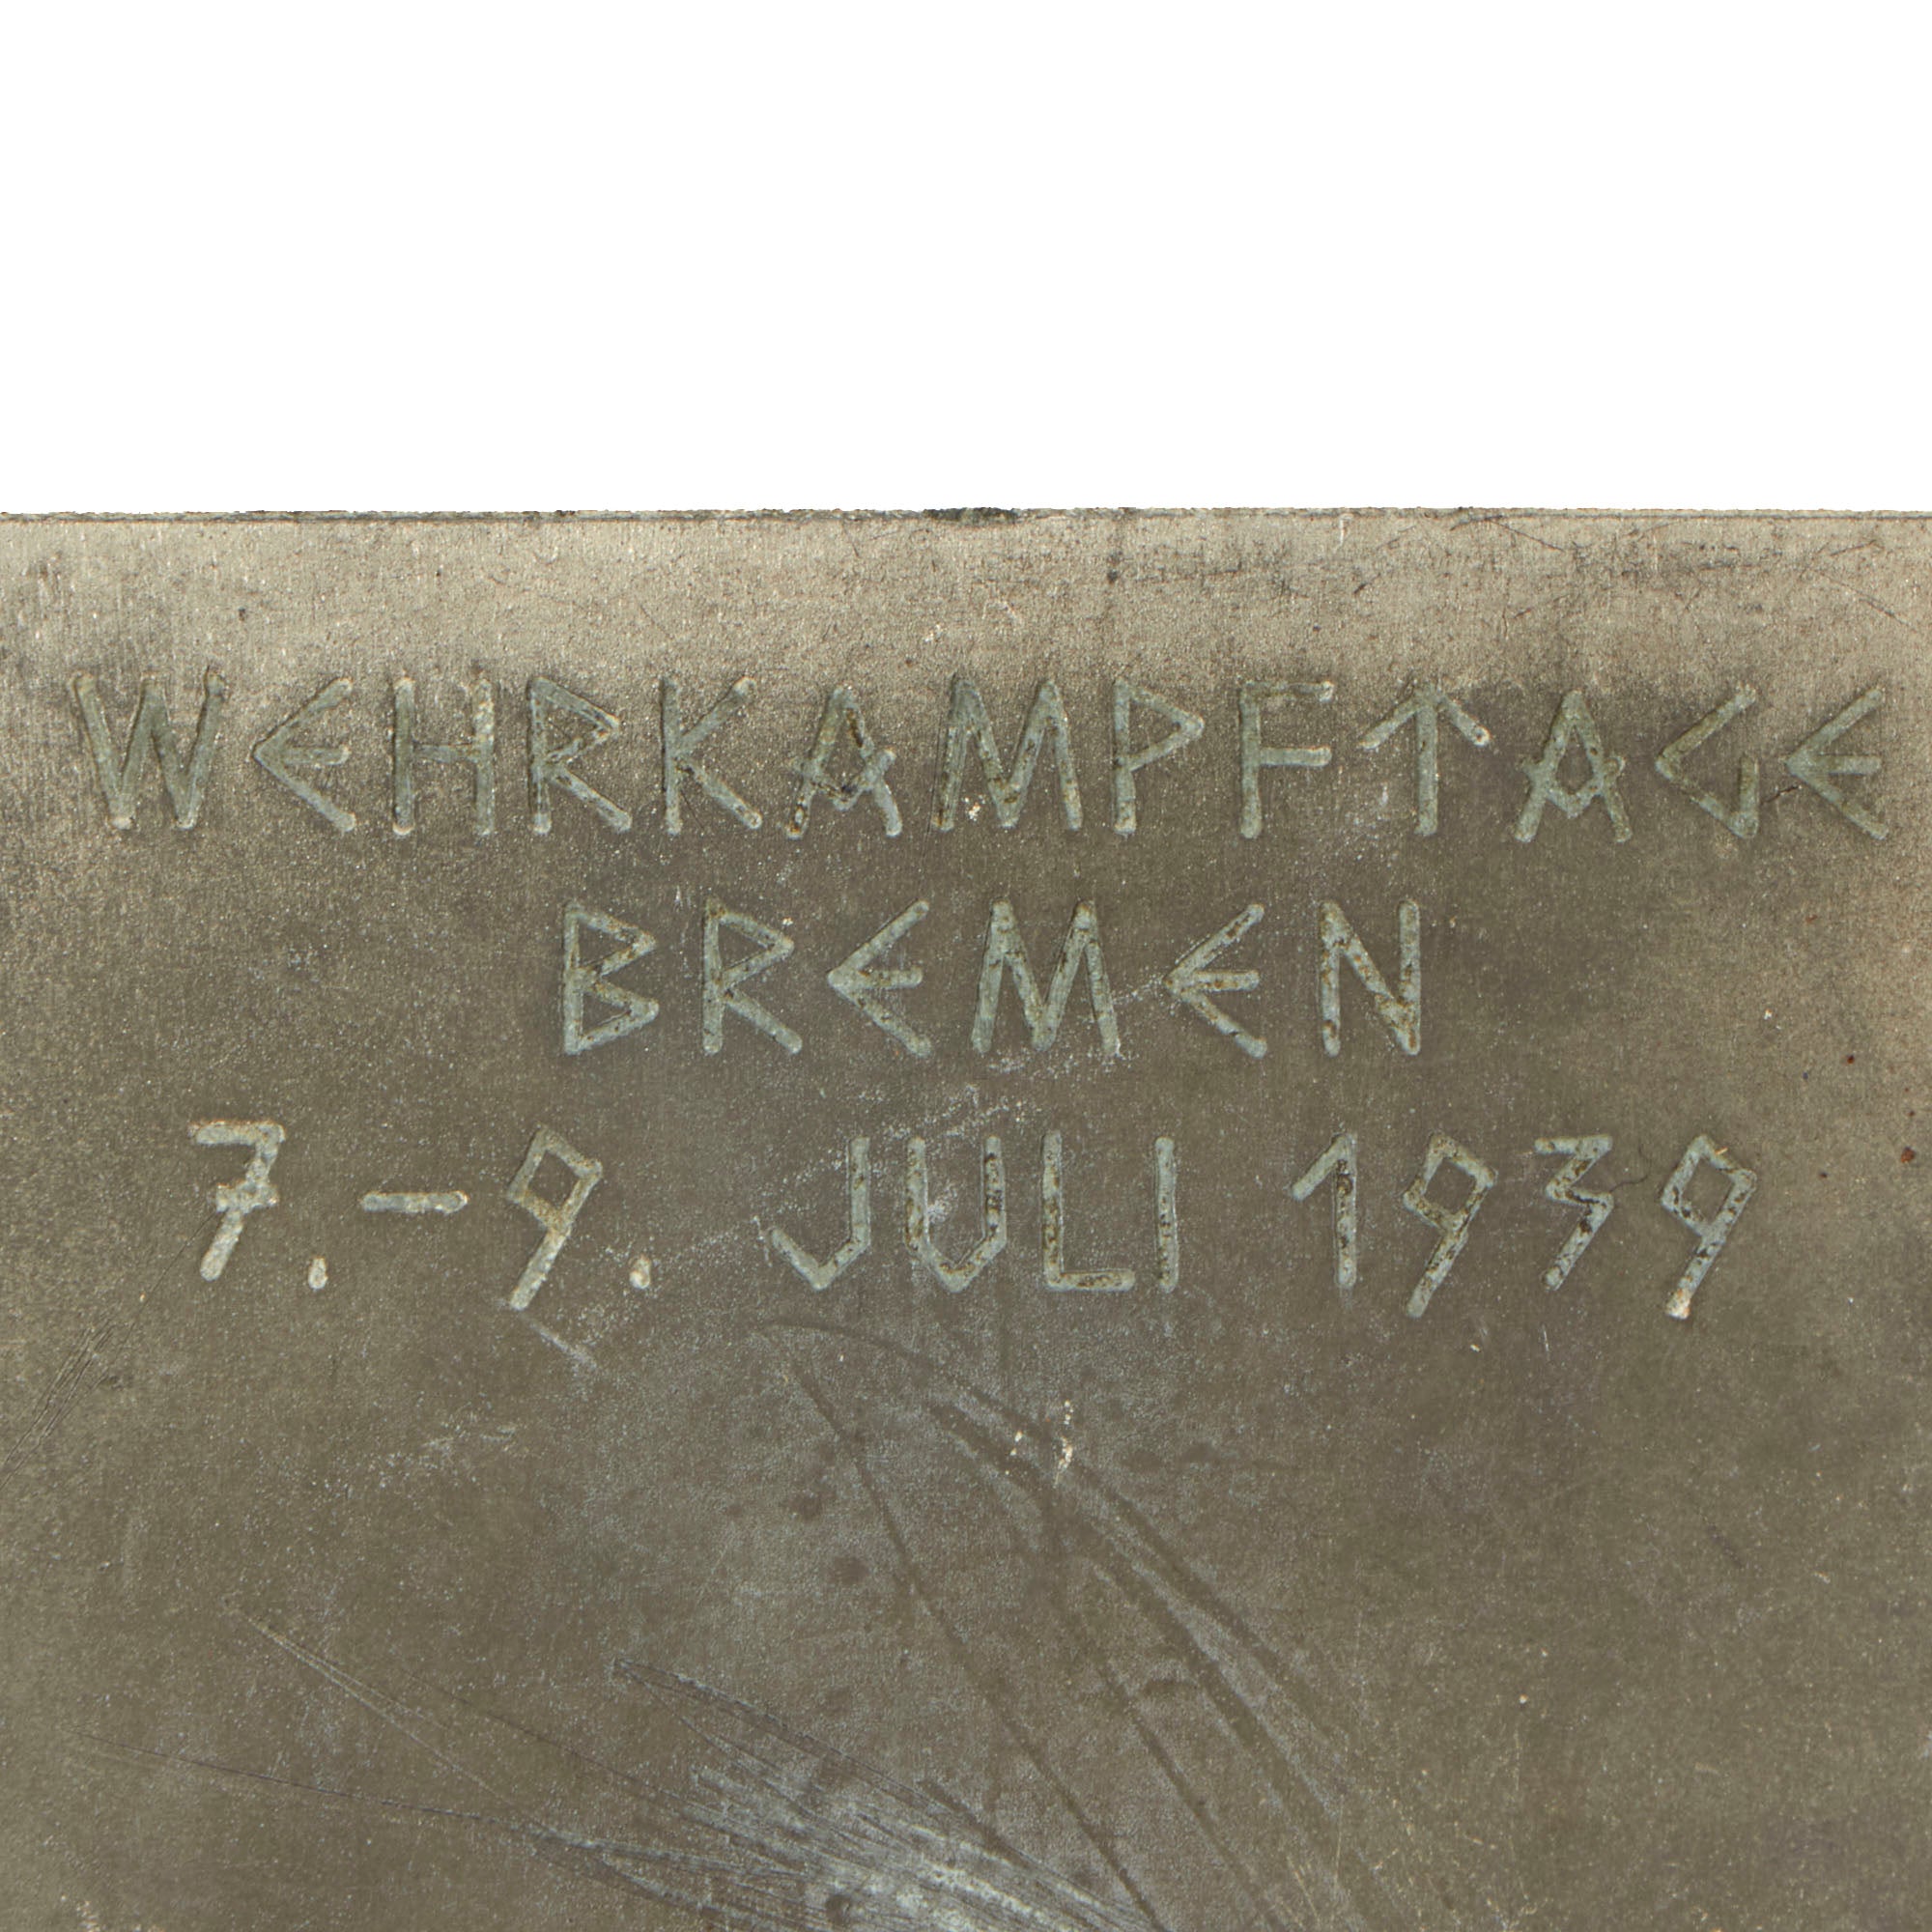 WEHRKAMPFTAGE
BREMEN
7.-9. JULI 1939